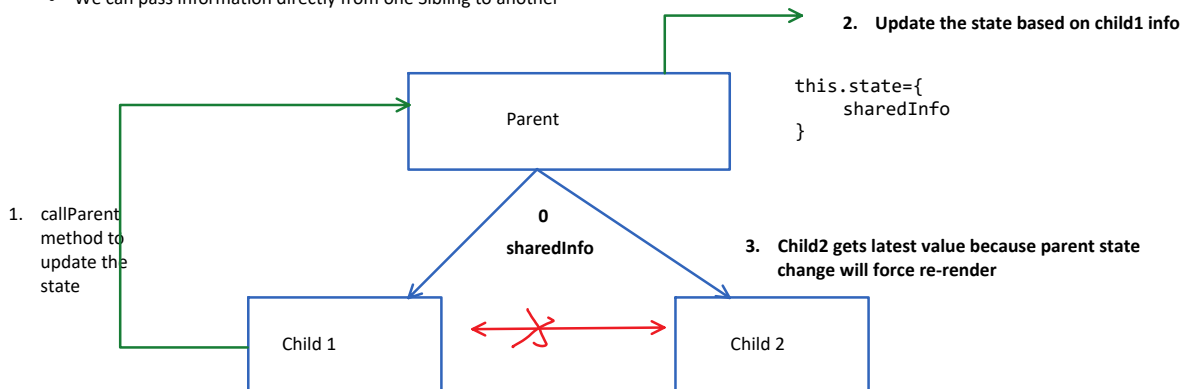 • We can pass information directly from one Sibling to another
2. Update the state based on child1 info
this.state={
sharedInfo
}
Parent
1. callParent
method to
update the
state
0
sharedInfo
3. Child2 gets latest value because parent state
change will force re-render
Child 1
Child 2